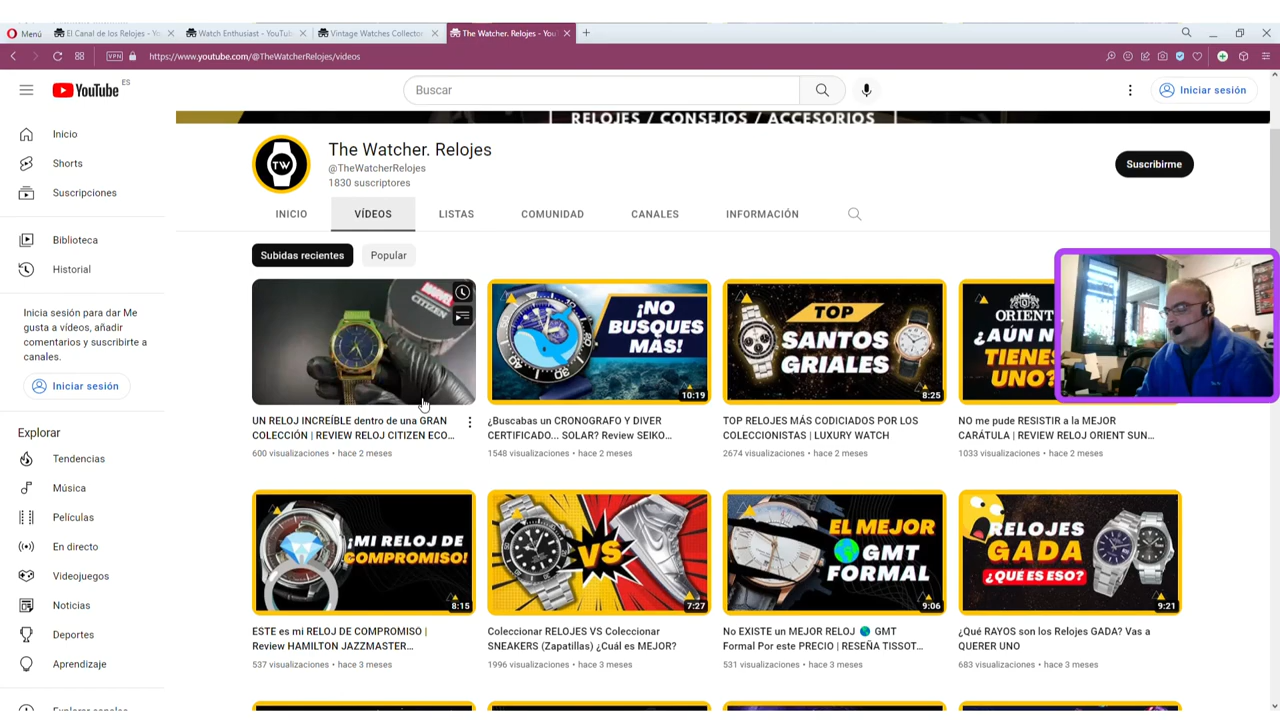 Menú
El Canal de los Relojes - Yo
Watch Enthusiast - YouTub
Vintage Watches Collector
The Watcher. Relojes - You
VPN
https://www.youtube.com/@TheWatcherRelojes/videos
YouTube ES
Buscar
Iniciar sesión
RELOJES / CONSEJOS / ACCESORIOS
Inicio
Shorts
Suscripciones
Biblioteca
Historial
Inicia sesión para dar Me
gusta a vídeos, añadir
comentarios y suscribirte a
canales.
Iniciar sesión
Explorar
Tendencias
Música
Películas
En directo
Videojuegos
Noticias
Deportes
Aprendizaje
TW
The Watcher. Relojes
@TheWatcherRelojes
1830 suscriptores
Suscribirme
INICIO
VÍDEOS
LISTAS
COMUNIDAD
CANALES
INFORMACIÓN
Subidas recientes
Popular
MARVEL
CITIZEN
UN RELOJ INCREÍBLE dentro de una GRAN
COLECCIÓN | REVIEW RELOJ CITIZEN ECO...
600 visualizaciones • hace 2 meses
¡NO
BUSQUES
MÁS!
10:19
¿Buscabas un CRONOGRAFO Y DIVER
CERTIFICADO... SOLAR? Review SEIKO...
1548 visualizaciones • hace 2 meses
TOP
SANTOS
GRIALES
8:25
TOP RELOJES MÁS CODICIADOS POR LOS
COLECCIONISTAS | LUXURY WATCH
2674 visualizaciones • hace 2 meses
ORIENT
¿AÚN N
TIENES
UNO?
NO me pude RESISTIR a la MEJOR
CARÁTULA | REVIEW RELOJ ORIENT SUN...
1033 visualizaciones • hace 2 meses
¡MI RELOJ DE
COMPROMISO!
8:15
ESTE es mi RELOJ DE COMPROMISO |
Review HAMILTON JAZZMASTER...
537 visualizaciones • hace 3 meses
VS
7:27
Coleccionar RELOJES VS Coleccionar
SNEAKERS (Zapatillas) ¿Cuál es MEJOR?
1996 visualizaciones • hace 3 meses
EL MEJOR
GMT
FORMAL
9:06
No EXISTE un MEJOR RELOJ 🌎 GMT
Formal Por este PRECIO | RESEÑA TISSOT...
531 visualizaciones • hace 3 meses
RELOJES
GADA
¿QUÉ ES ESO?
9:21
¿Qué RAYOS son los Relojes GADA? Vas a
QUERER UNO
683 visualizaciones • hace 3 meses